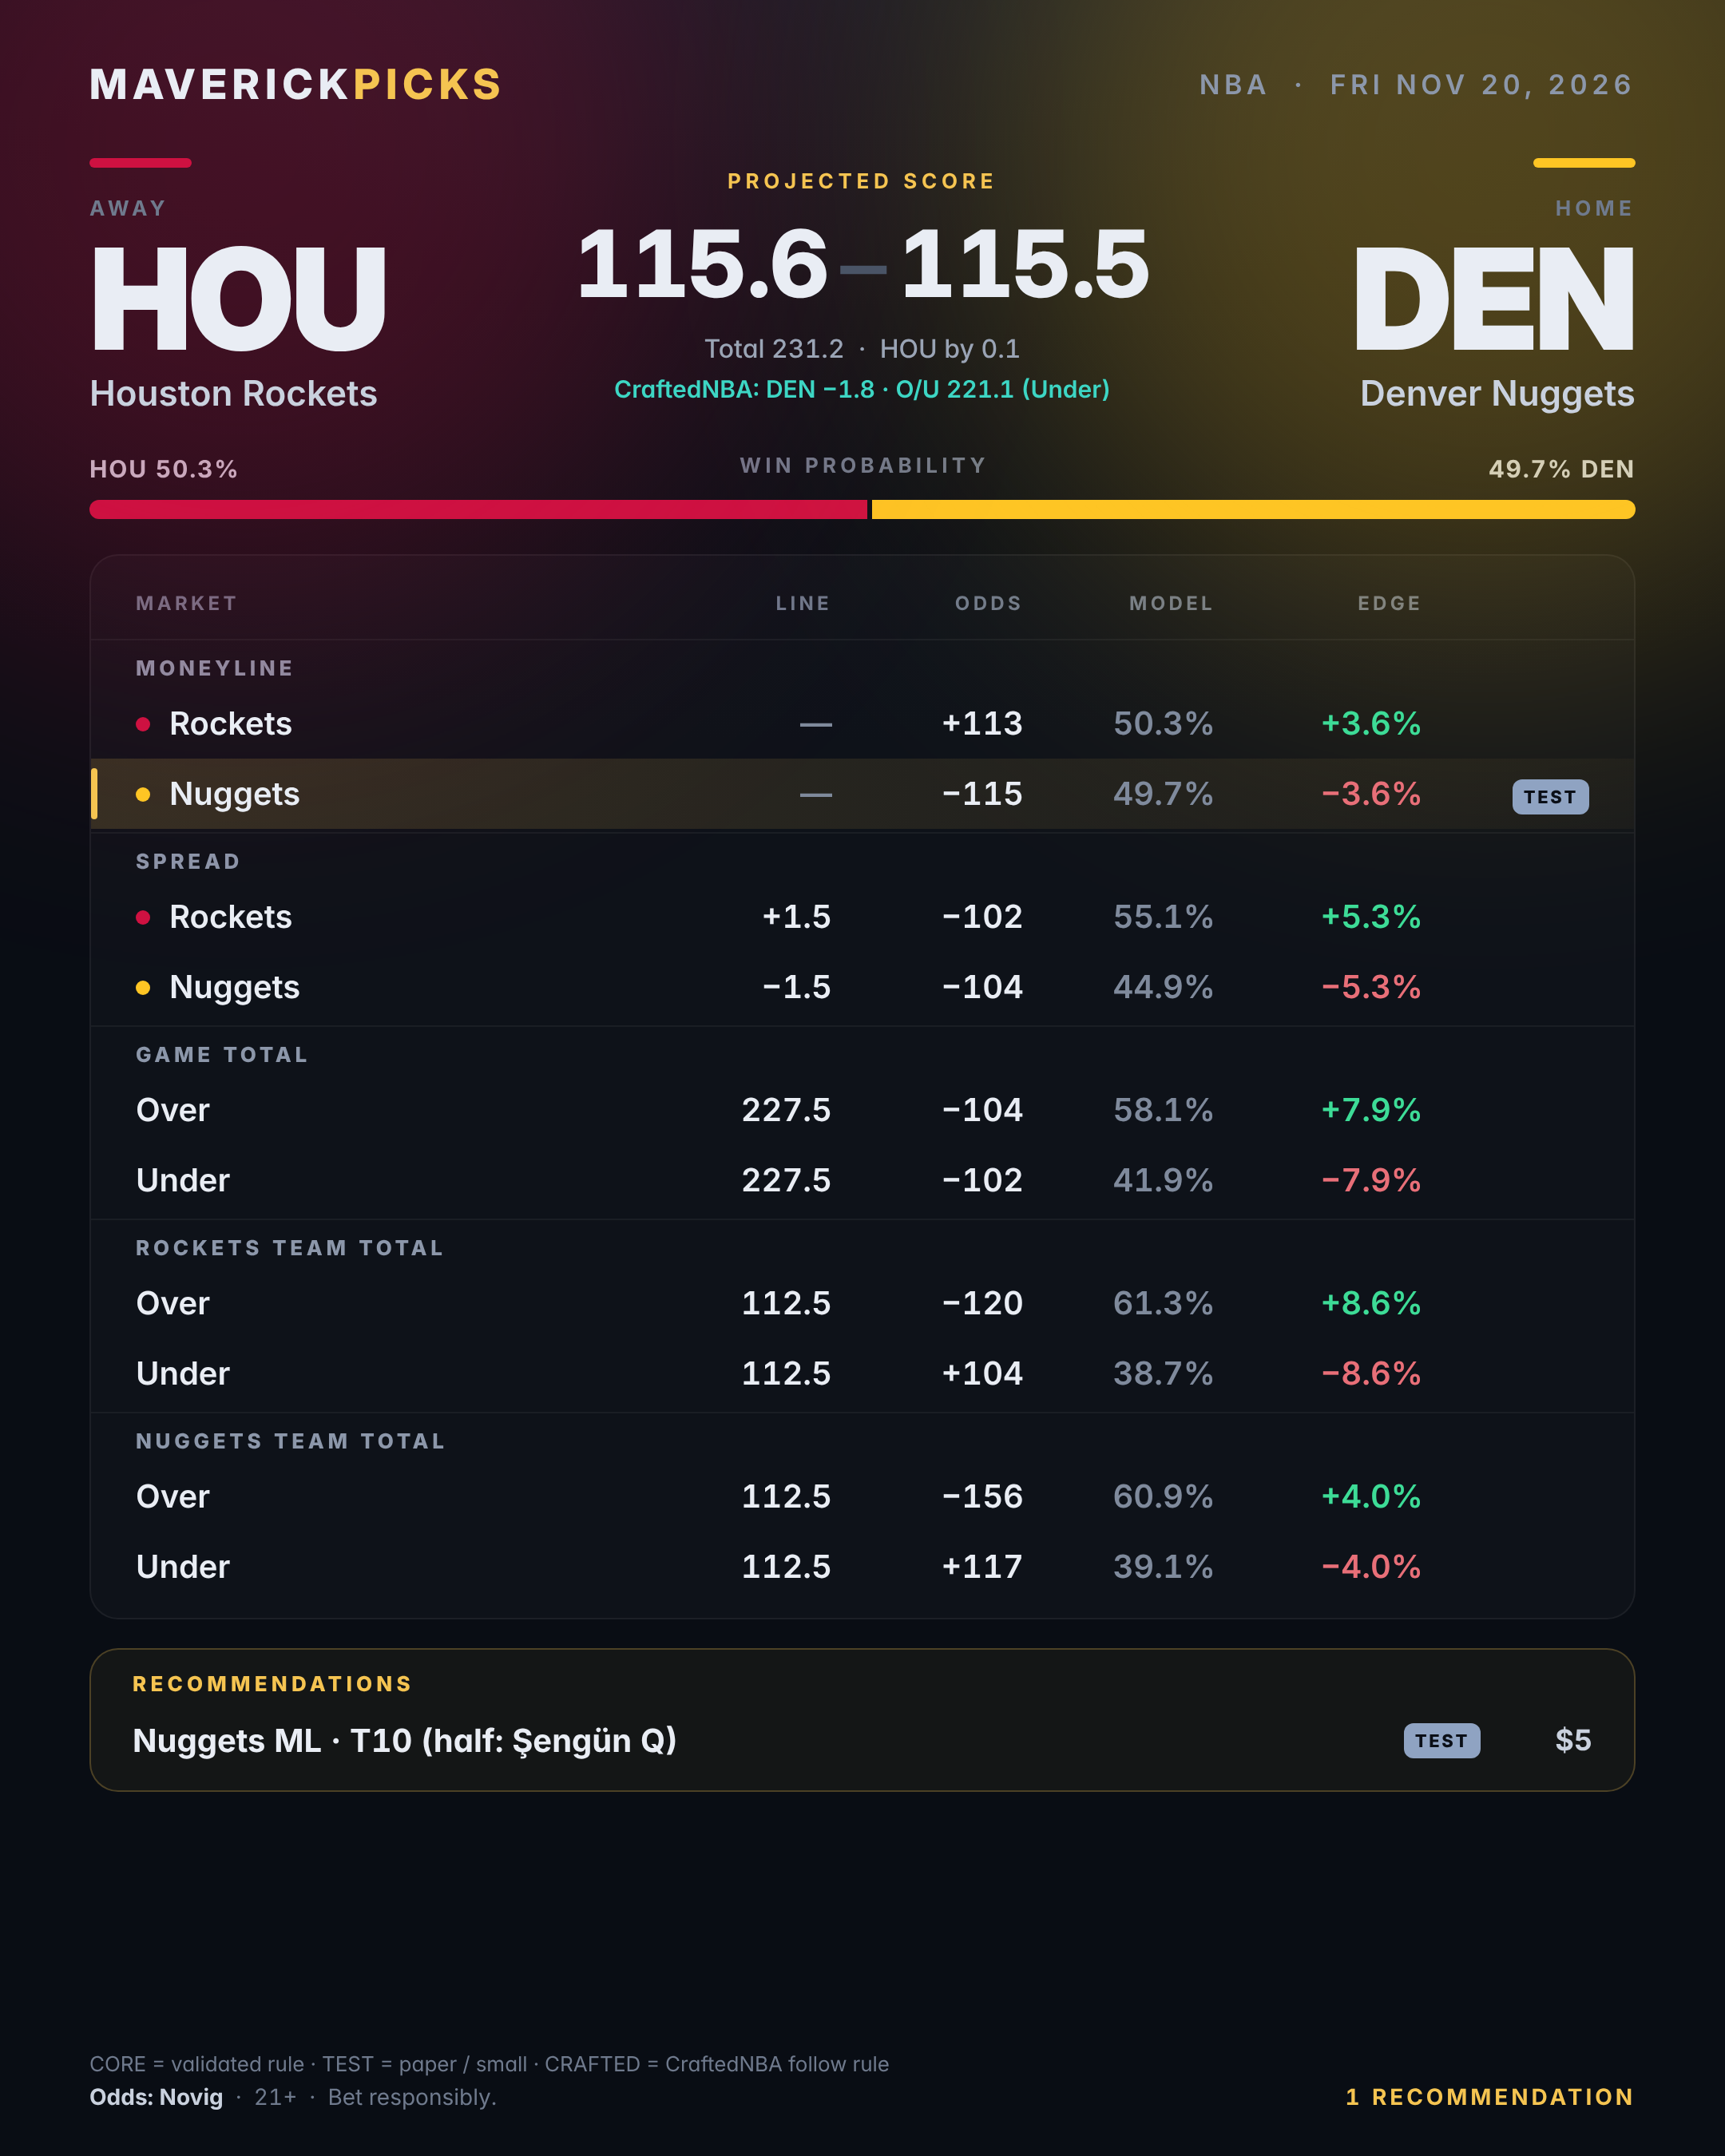 MAVERICKPICKS
NBA · FRI NOV 20, 2026
AWAY
HOU
Houston Rockets
PROJECTED SCORE
115.6–115.5
Total 231.2 · HOU by 0.1
CraftedNBA: DEN −1.8 · O/U 221.1 (Under)
HOME
DEN
Denver Nuggets
HOU 50.3% WIN PROBABILITY 49.7% DEN
MARKET LINE ODDS MODEL EDGE
MONEYLINE
Rockets — +113 50.3% +3.6%
Nuggets — −115 49.7% −3.6% TEST
SPREAD
Rockets +1.5 −102 55.1% +5.3%
Nuggets −1.5 −104 44.9% −5.3%
GAME TOTAL
Over 227.5 −104 58.1% +7.9%
Under 227.5 −102 41.9% −7.9%
ROCKETS TEAM TOTAL
Over 112.5 −120 61.3% +8.6%
Under 112.5 +104 38.7% −8.6%
NUGGETS TEAM TOTAL
Over 112.5 −156 60.9% +4.0%
Under 112.5 +117 39.1% −4.0%
RECOMMENDATIONS
Nuggets ML · T10 (half: Şengün Q) TEST $5
CORE = validated rule · TEST = paper / small · CRAFTED = CraftedNBA follow rule
Odds: Novig · 21+ · Bet responsibly.
1 RECOMMENDATION